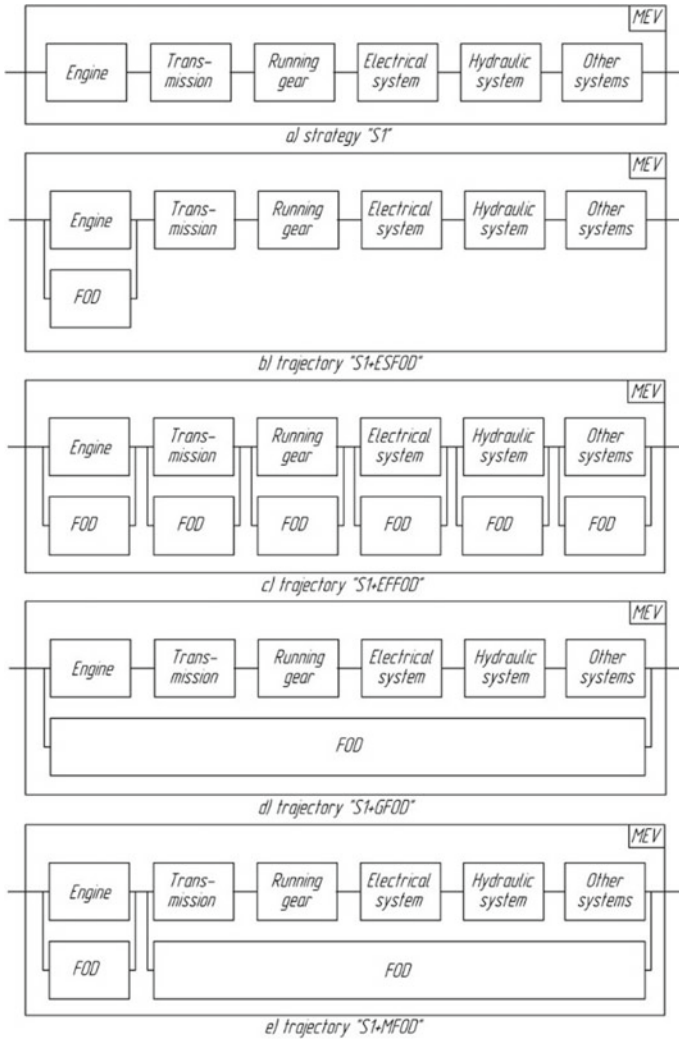 MEV
Engine
Trans-
mission
Running
gear
Electrical
system
Hydraulic
system
Other
systems
a) strategy "S1"
MEV
Engine
Trans-
mission
Running
gear
Electrical
system
Hydraulic
system
Other
systems
FOD
b) trajectory "S1+ESFOD"
MEV
Engine
Trans-
mission
Running
gear
Electrical
system
Hydraulic
system
Other
systems
FOD
FOD
FOD
FOD
FOD
FOD
c) trajectory "S1+EFFOD"
MEV
Engine
Trans-
mission
Running
gear
Electrical
system
Hydraulic
system
Other
systems
FOD
d) trajectory "S1+GFOD"
MEV
Engine
Trans-
mission
Running
gear
Electrical
system
Hydraulic
system
Other
systems
FOD
FOD
e) trajectory "S1+MFOD"